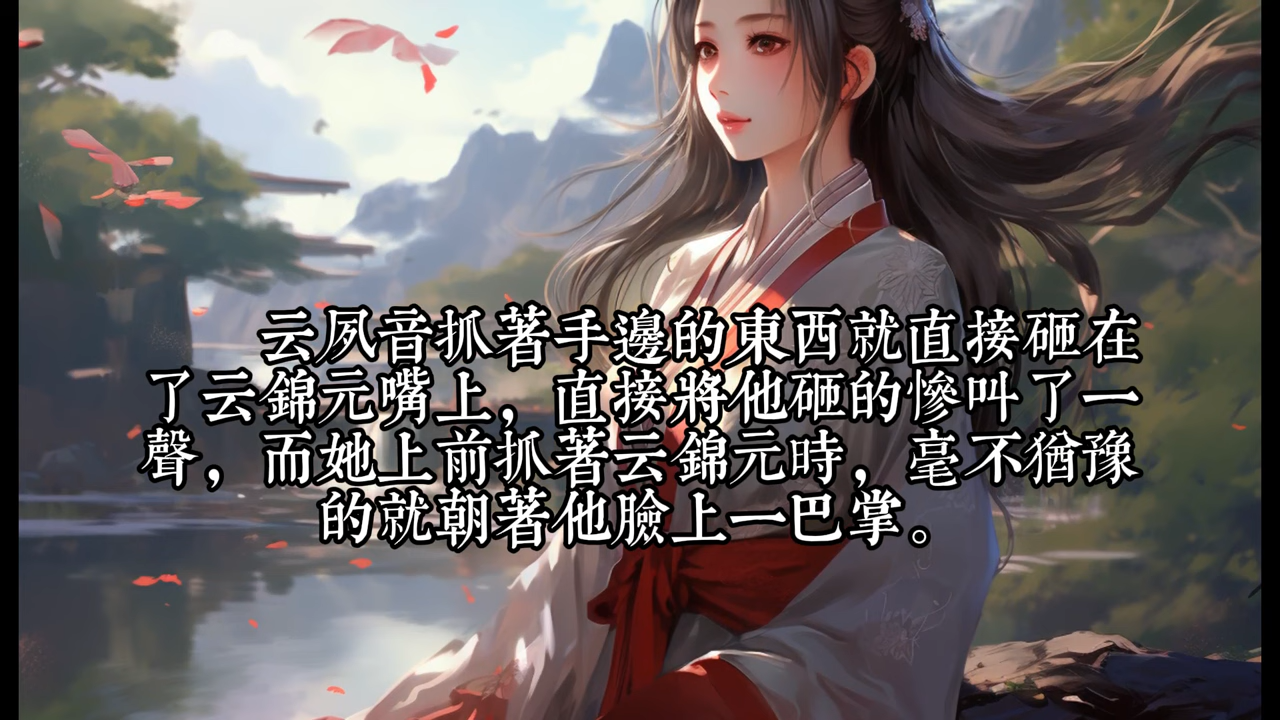 云夙音抓著手邊的東西就直接砸在
了云錦元嘴上，直接將他砸的慘叫了一
聲，而她上前抓著云錦元時，毫不猶豫
的就朝著他臉上一巴掌。